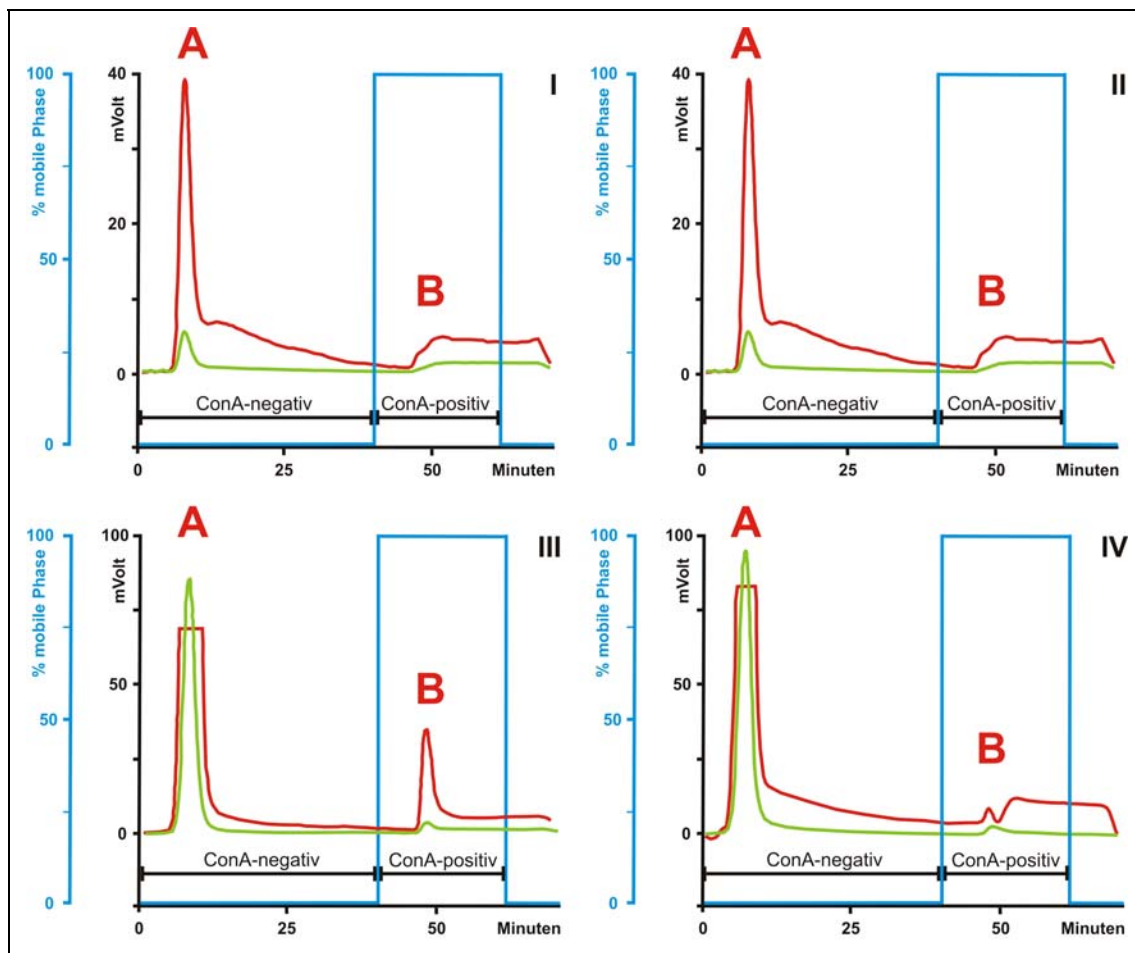 A
I
100
40
% mobile Phase
mVolt
50
20
B
0
ConA-negativ
ConA-positiv
0
0
25
50
Minuten
A
II
100
40
% mobile Phase
mVolt
50
20
B
0
ConA-negativ
ConA-positiv
0
0
25
50
Minuten
A
III
100
100
% mobile Phase
mVolt
B
50
50
0
ConA-negativ
ConA-positiv
0
0
25
50
Minuten
A
IV
100
100
% mobile Phase
mVolt
B
50
50
0
ConA-negativ
ConA-positiv
0
0
25
50
Minuten